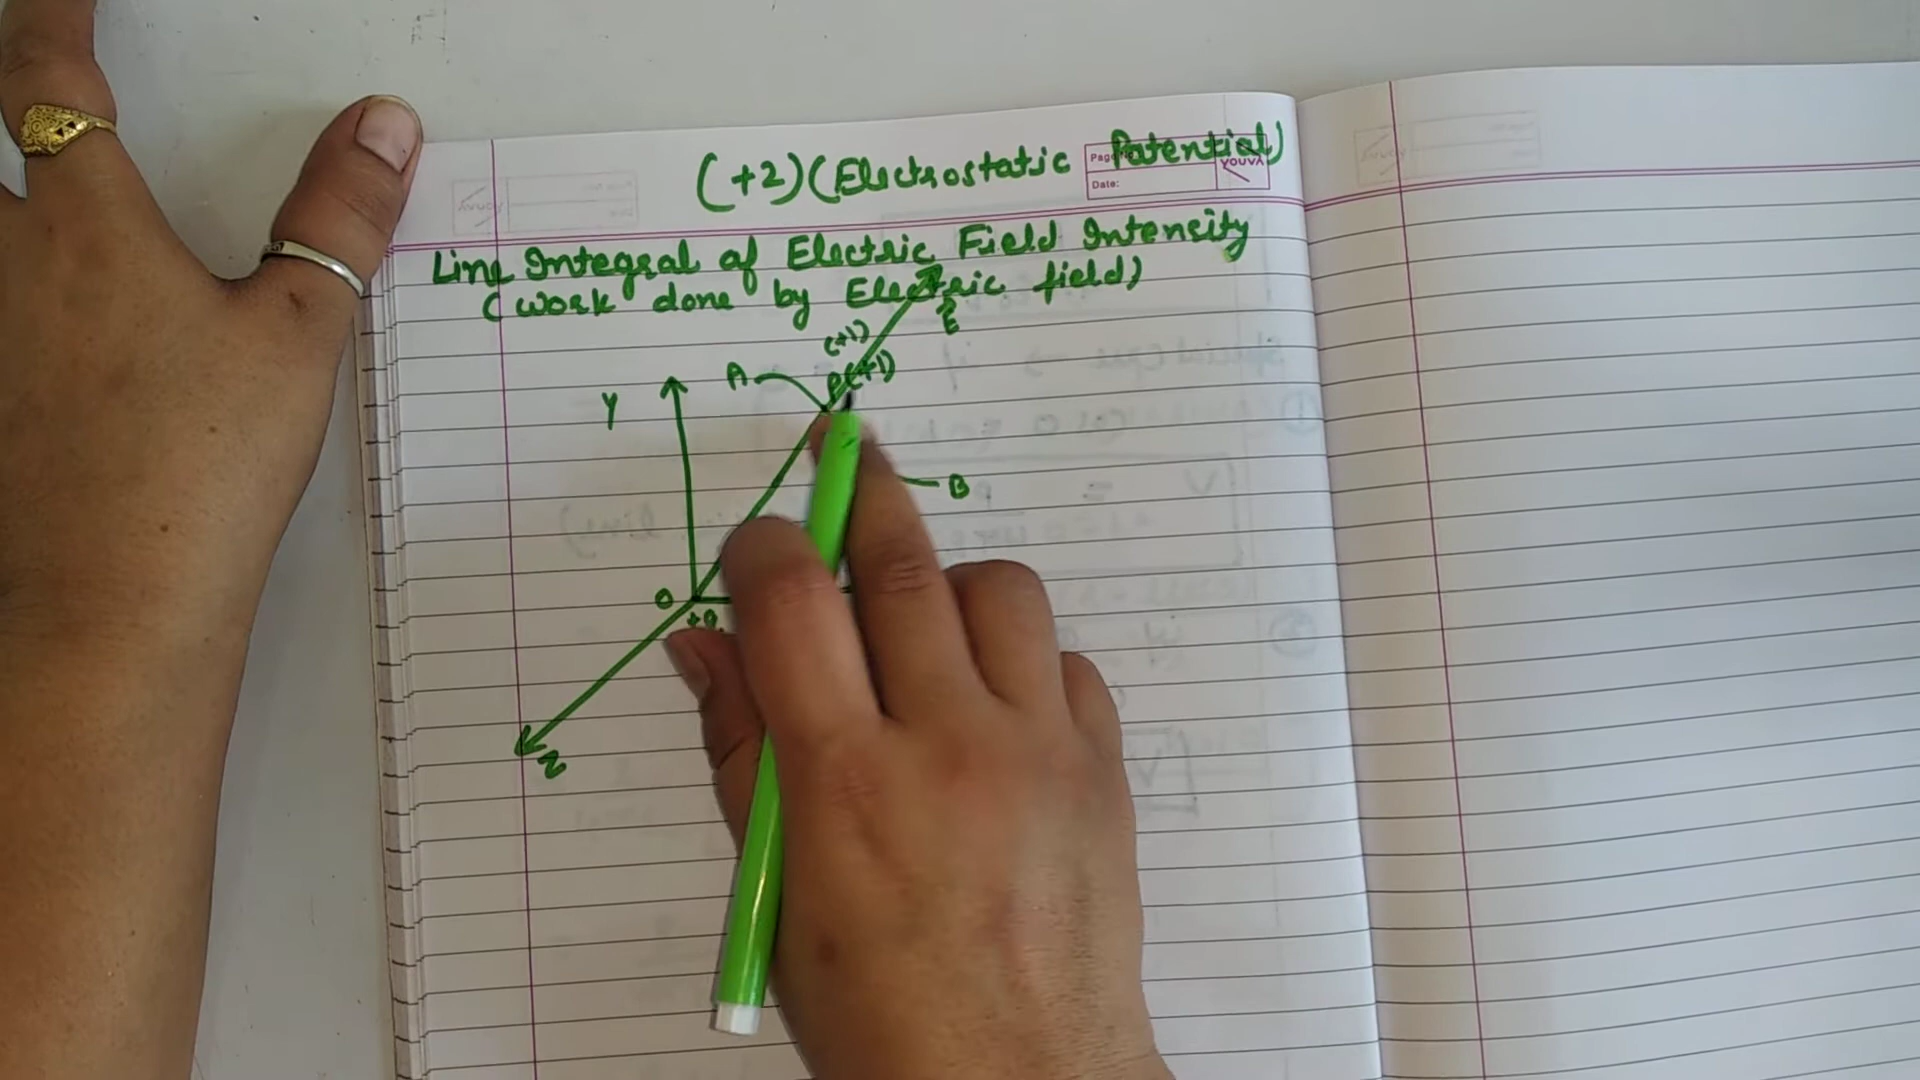 (+2) (Electrostatic Potential)
Page No.
Date:
YOUVA
Line Integral of Electric Field Intensity
(work done by Electric field)
E
(+1)
A P(+1)
Y
B
O
+Q
Z